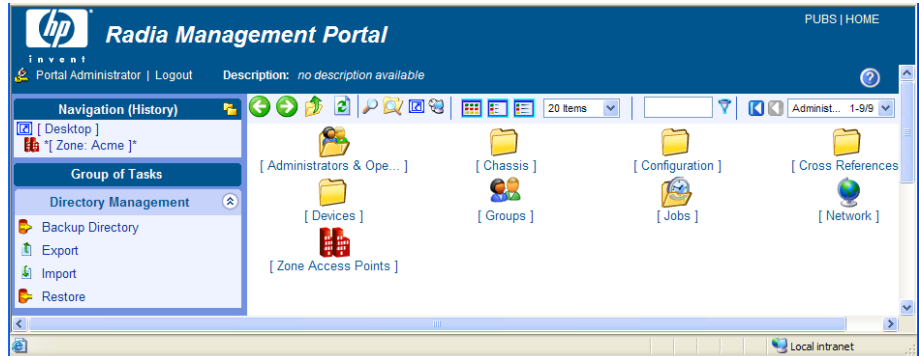 PUBS | HOME
hp
Radia Management Portal
invent
Portal Administrator | Logout
Description: no description available
Navigation (History)
20 Items
Administ... 1-9/9
[ Desktop ]
*[ Zone: Acme ]*
Group of Tasks
Directory Management
Backup Directory
Export
Import
Restore
[ Administrators & Ope... ]
[ Chassis ]
[ Configuration ]
[ Cross References
[ Devices ]
[ Groups ]
[ Jobs ]
[ Network ]
[ Zone Access Points ]
Local intranet